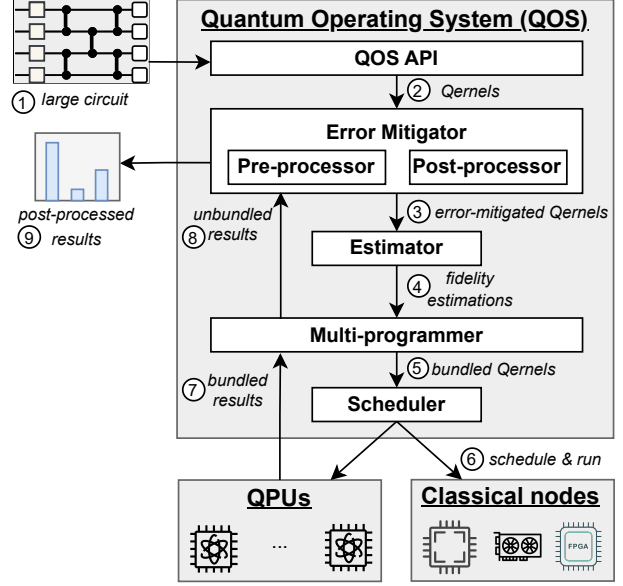 Quantum Operating System (QOS)
QOS API
1 large circuit
2 Qernels
Error Mitigator
Pre-processor
Post-processor
post-processed
9 results
unbundled
8 results
3 error-mitigated Qernels
Estimator
4 fidelity
estimations
Multi-programmer
7 bundled
results
5 bundled Qernels
Scheduler
6 schedule & run
QPUs
...
Classical nodes
FPGA